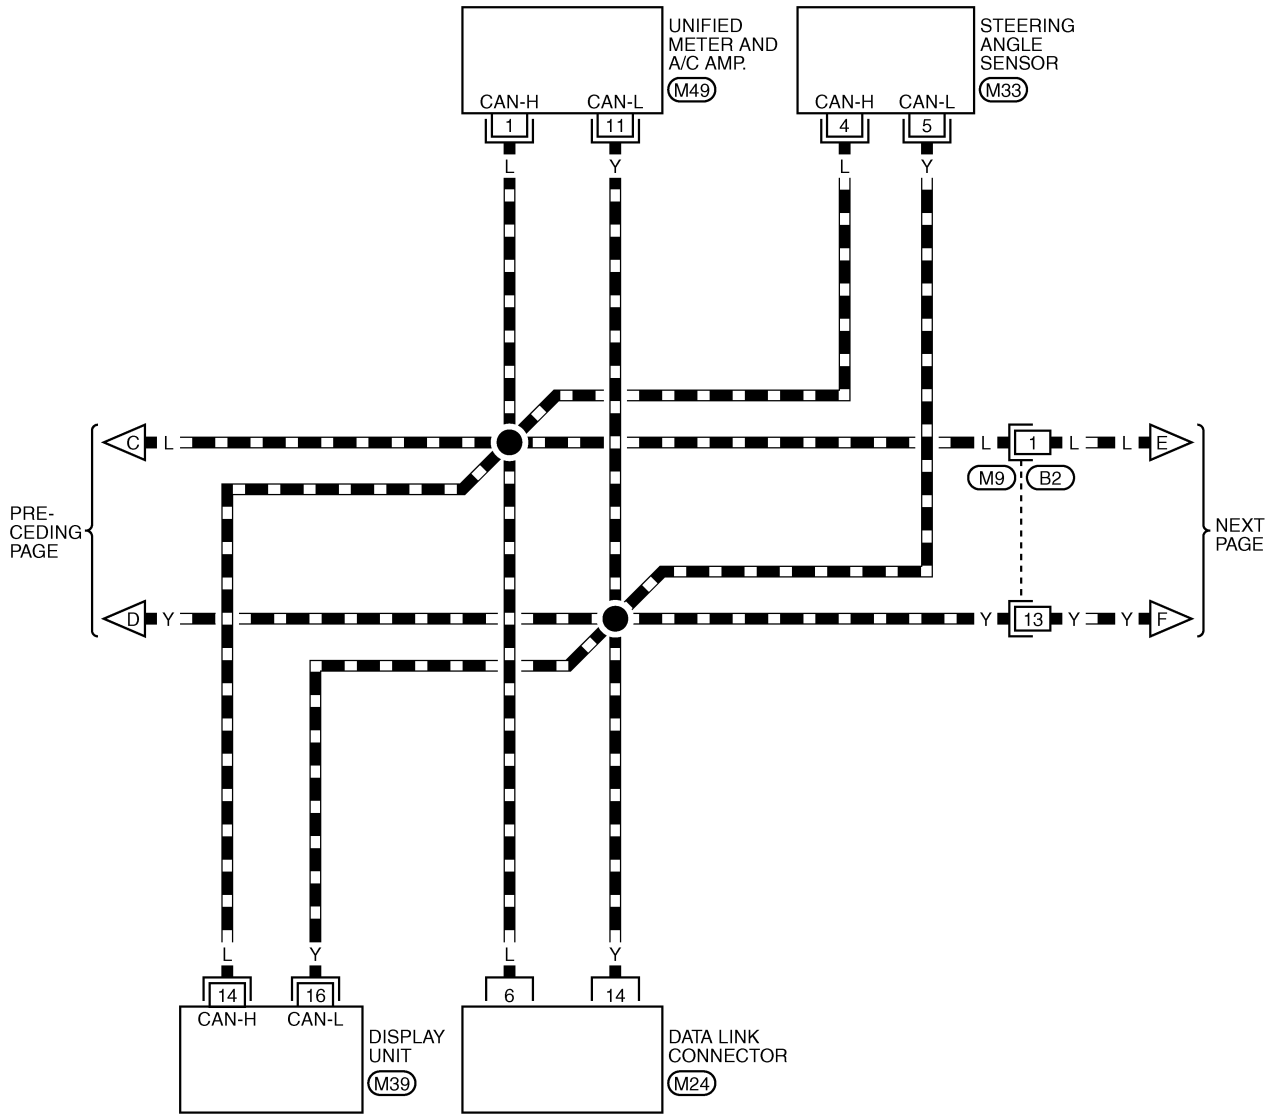 UNIFIED
METER AND
A/C AMP.
M49
CAN-H CAN-L
1 11
L Y
STEERING
ANGLE
SENSOR
M33
CAN-H CAN-L
4 5
L Y
C L L 1 L L E
M9 B2
PRE-
CEDING
PAGE
NEXT
PAGE
D Y Y 13 Y Y F
L Y L Y
14 16 6 14
CAN-H CAN-L
DISPLAY
UNIT
M39
DATA LINK
CONNECTOR
M24